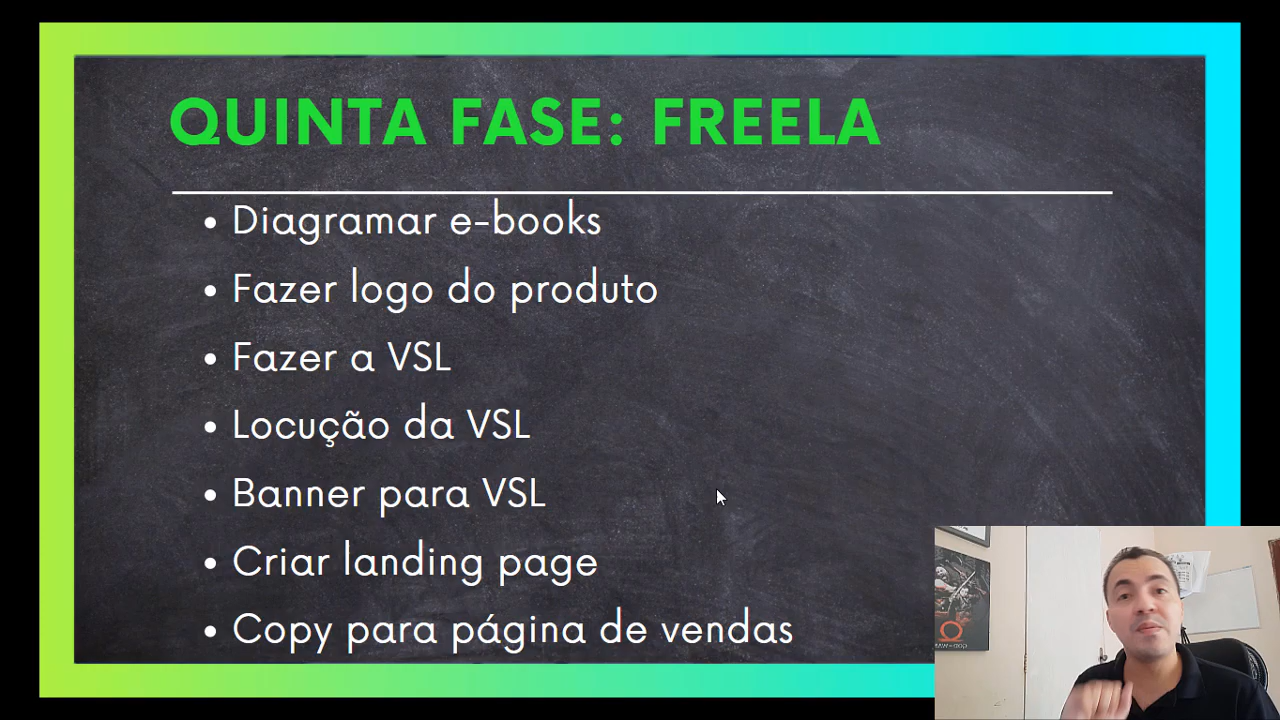 QUINTA FASE: FREELA
• Diagramar e-books
• Fazer logo do produto
• Fazer a VSL
• Locução da VSL
• Banner para VSL
• Criar landing page
• Copy para página de vendas